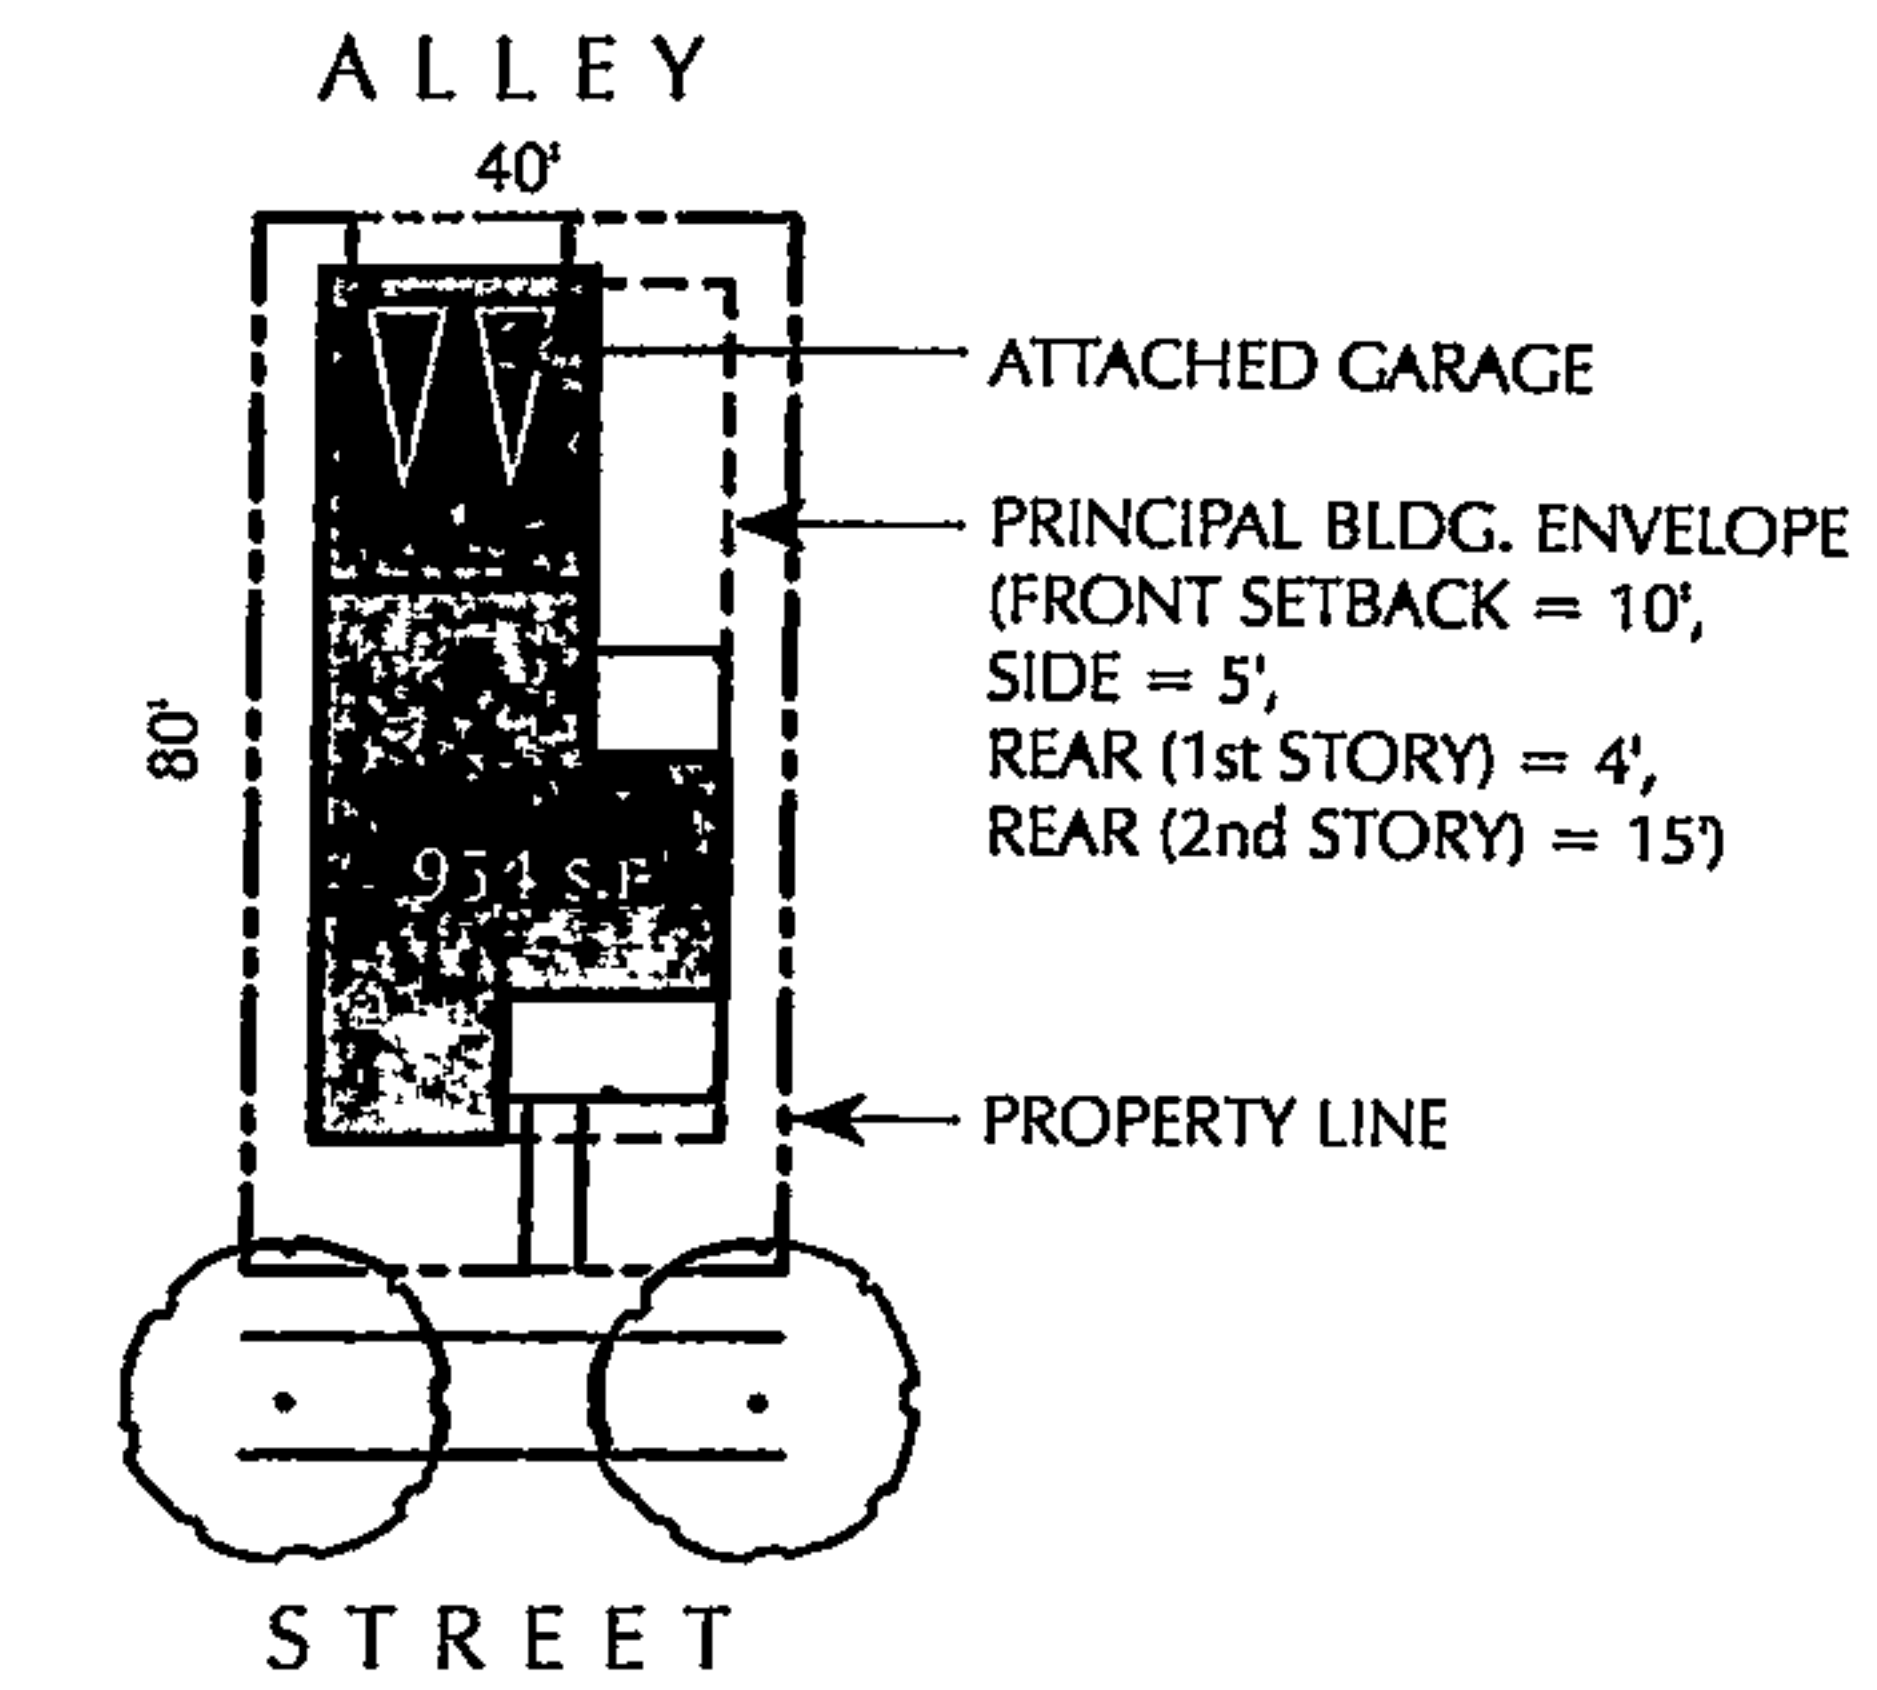 ALLEY
40'
ATTACHED GARAGE
PRINCIPAL BLDG. ENVELOPE
(FRONT SETBACK = 10',
SIDE = 5',
REAR (1st STORY) = 4',
REAR (2nd STORY) = 15')
80'
S.F
PROPERTY LINE
STREET